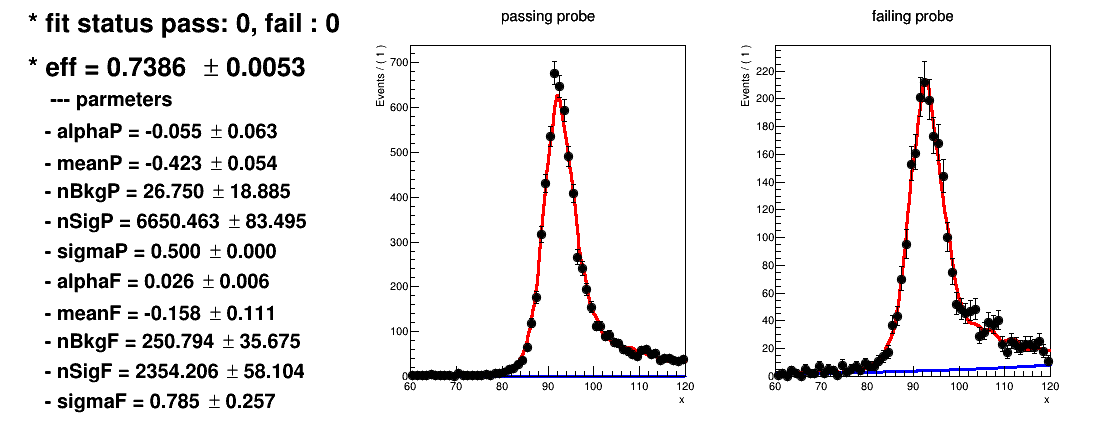 * fit status pass: 0, fail : 0
* eff = 0.7386 ± 0.0053
--- parmeters
- alphaP = -0.055 ± 0.063
- meanP = -0.423 ± 0.054
- nBkgP = 26.750 ± 18.885
- nSigP = 6650.463 ± 83.495
- sigmaP = 0.500 ± 0.000
- alphaF = 0.026 ± 0.006
- meanF = -0.158 ± 0.111
- nBkgF = 250.794 ± 35.675
- nSigF = 2354.206 ± 58.104
- sigmaF = 0.785 ± 0.257
passing probe
Events / ( 1 )
700
600
500
400
300
200
100
0
60 70 80 90 100 110 120
x
failing probe
Events / ( 1 )
220
200
180
160
140
120
100
80
60
40
20
0
60 70 80 90 100 110 120
x